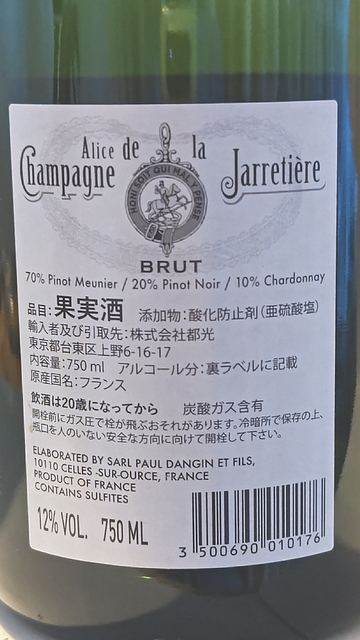 Alice de la
Champagne Jarretière
HONI SOIT QUI MAL Y PENSE
BRUT
70% Pinot Meunier / 20% Pinot Noir / 10% Chardonnay
品目:果実酒 添加物:酸化防止剤(亜硫酸塩)
輸入者及び引取先:株式会社都光
東京都台東区上野6-16-17
内容量:750ml アルコール分:裏ラベルに記載
原産国名:フランス
飲酒は20歳になってから 炭酸ガス含有
開栓前にガス圧で栓が飛ぶおそれがあります。冷暗所で保存の上、
瓶口を人のいない安全な方向に向けて開栓して下さい。
ELABORATED BY SARL PAUL DANGIN ET FILS,
10110 CELLES -SUR-OURCE, FRANCE
PRODUCT OF FRANCE
CONTAINS SULFITES
12% VOL. 750 ML
3 500690 010176